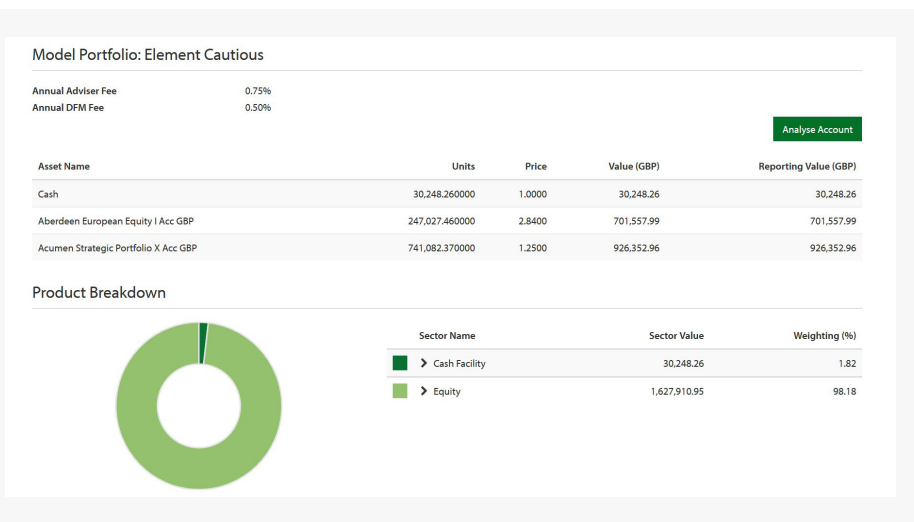 Model Portfolio: Element Cautious
Annual Adviser Fee 0.75%
Annual DFM Fee 0.50%
Analyse Account
Asset Name Units Price Value (GBP) Reporting Value (GBP)
Cash 30,248.260000 1.0000 30,248.26 30,248.26
Aberdeen European Equity I Acc GBP 247,027.460000 2.8400 701,557.99 701,557.99
Acumen Strategic Portfolio X Acc GBP 741,082.370000 1.2500 926,352.96 926,352.96
Product Breakdown
Sector Name Sector Value Weighting (%)
Cash Facility 30,248.26 1.82
Equity 1,627,910.95 98.18